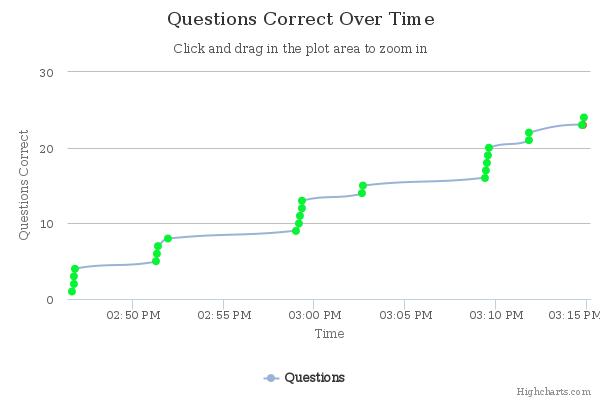 Questions Correct Over Time
Click and drag in the plot area to zoom in
Questions Correct
30
20
10
0
02:50 PM 02:55 PM 03:00 PM 03:05 PM 03:10 PM 03:15 PM
Time
Questions
Highcharts.com